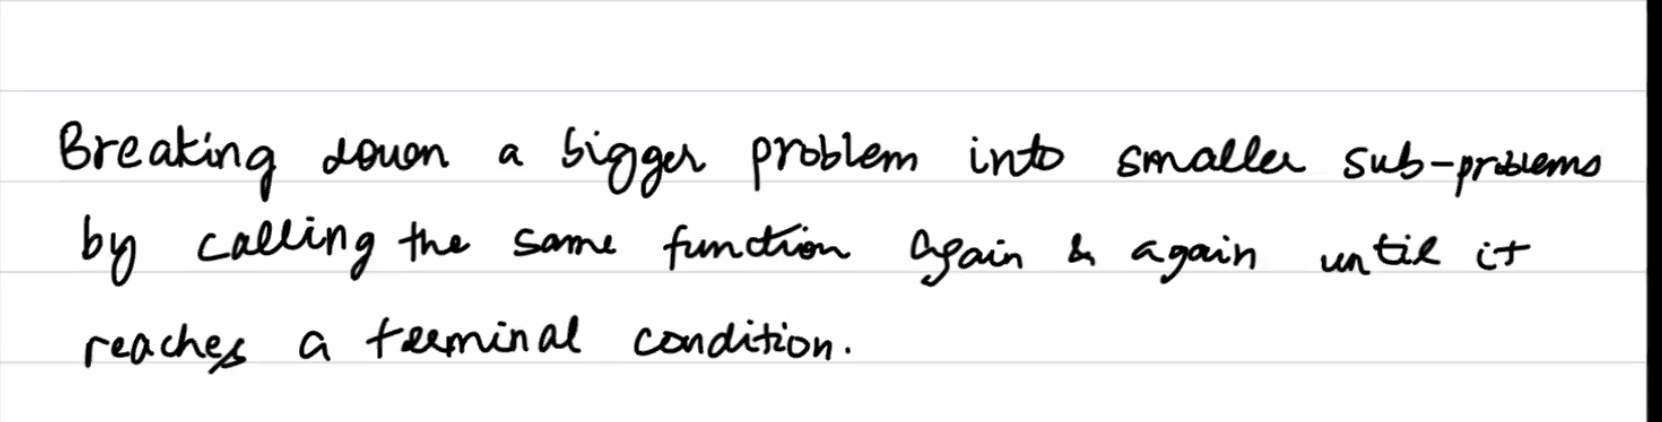 Breaking down a bigger problem into smaller sub-problems
by calling the same function again & again until it
reaches a terminal condition.